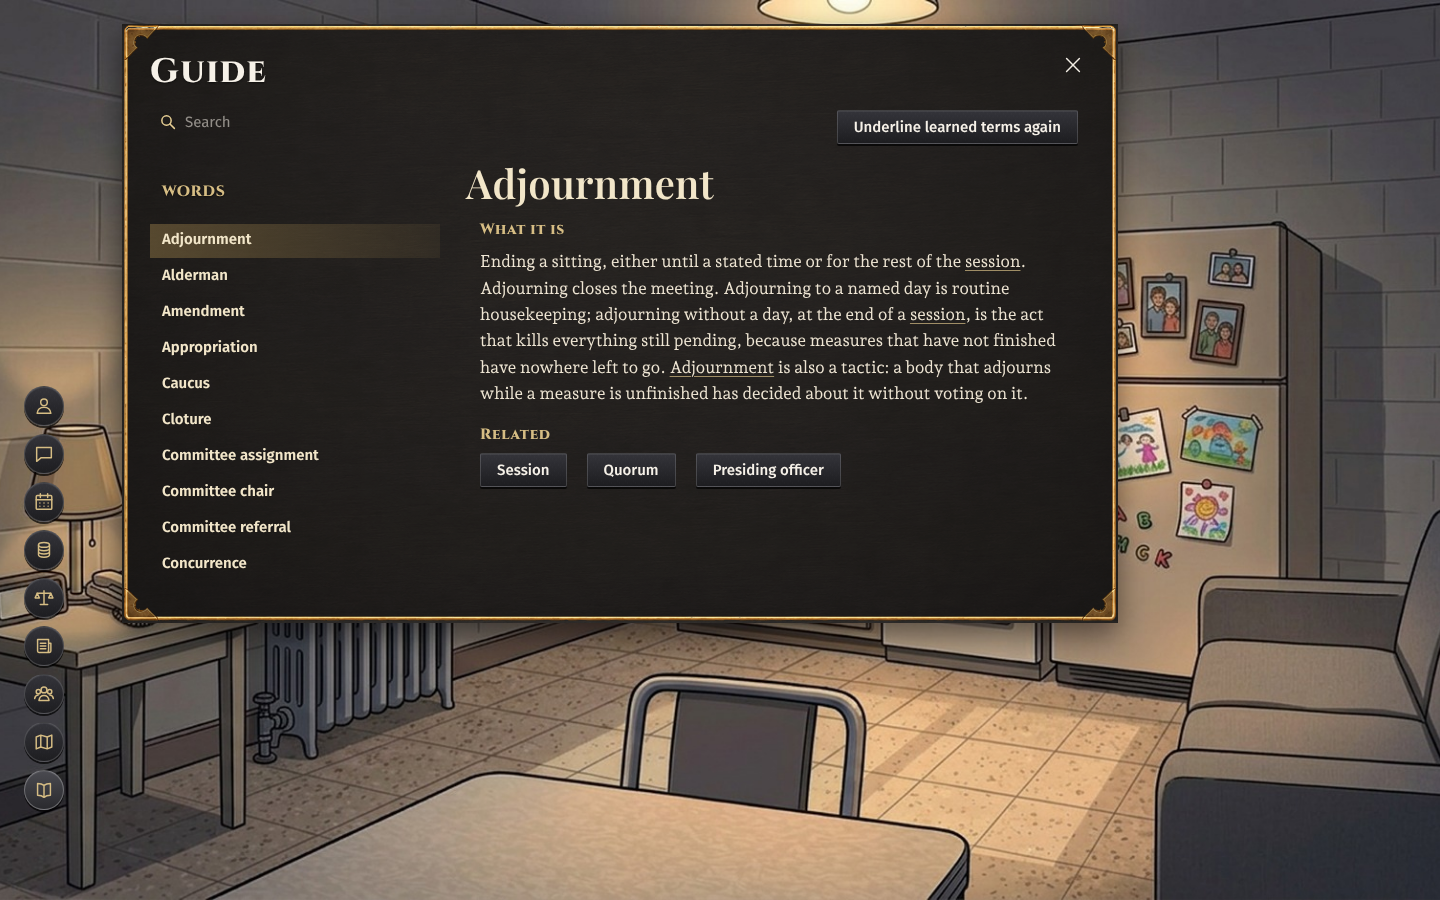 Guide
Search
Underline learned terms again
Words
Adjournment
Alderman
Amendment
Appropriation
Caucus
Cloture
Committee assignment
Committee chair
Committee referral
Concurrence
Adjournment
What it is
Ending a sitting, either until a stated time or for the rest of the session.
Adjourning closes the meeting. Adjourning to a named day is routine
housekeeping; adjourning without a day, at the end of a session, is the act
that kills everything still pending, because measures that have not finished
have nowhere left to go. Adjournment is also a tactic: a body that adjourns
while a measure is unfinished has decided about it without voting on it.
Related
Session Quorum Presiding officer
B
H C K